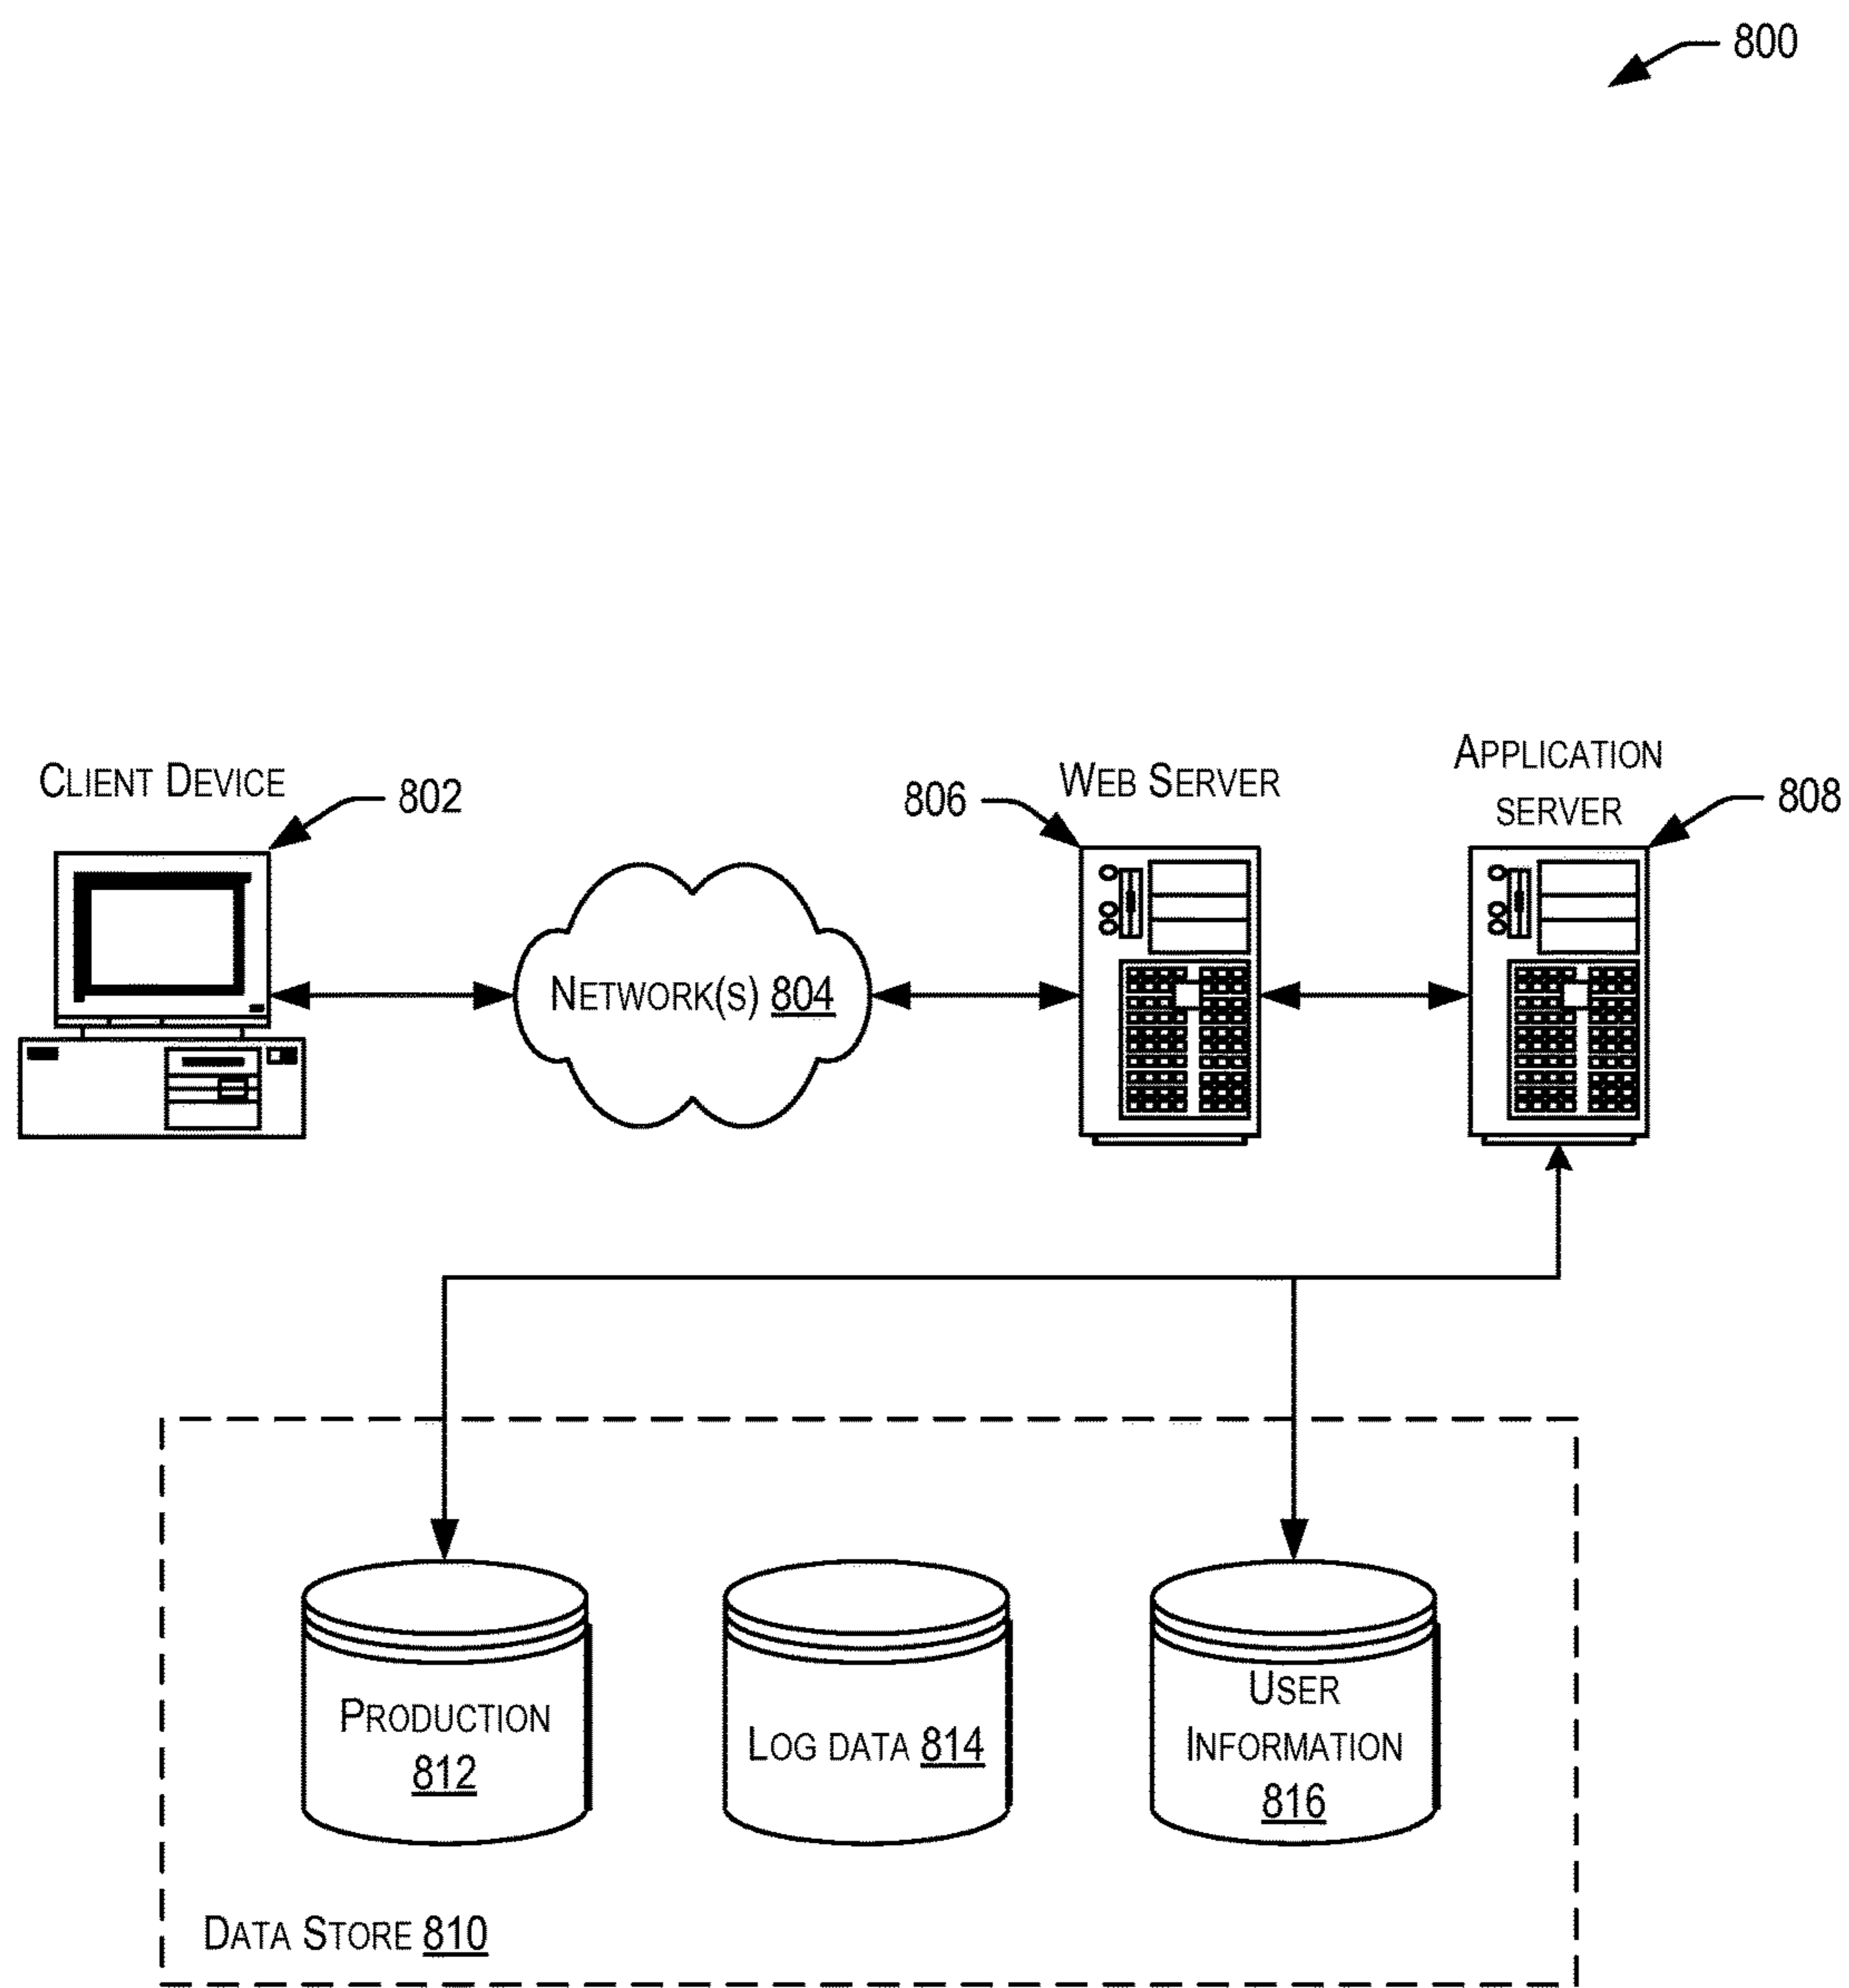 800
CLIENT DEVICE
802
806
WEB SERVER
APPLICATION
SERVER
808
NETWORK(S) 804
PRODUCTION
812
LOG DATA 814
USER
INFORMATION
816
DATA STORE 810